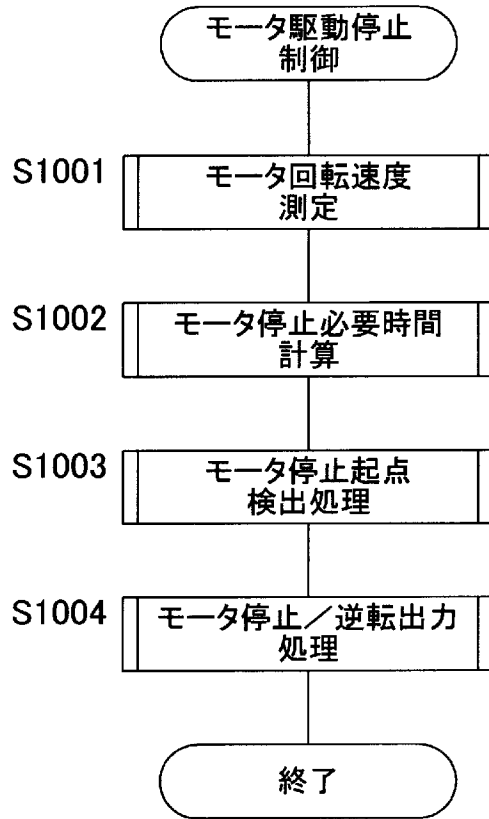 モータ駆動停止
制御
S1001
モータ回転速度
測定
S1002
モータ停止必要時間
計算
S1003
モータ停止起点
検出処理
S1004
モータ停止／逆転出力
処理
終了